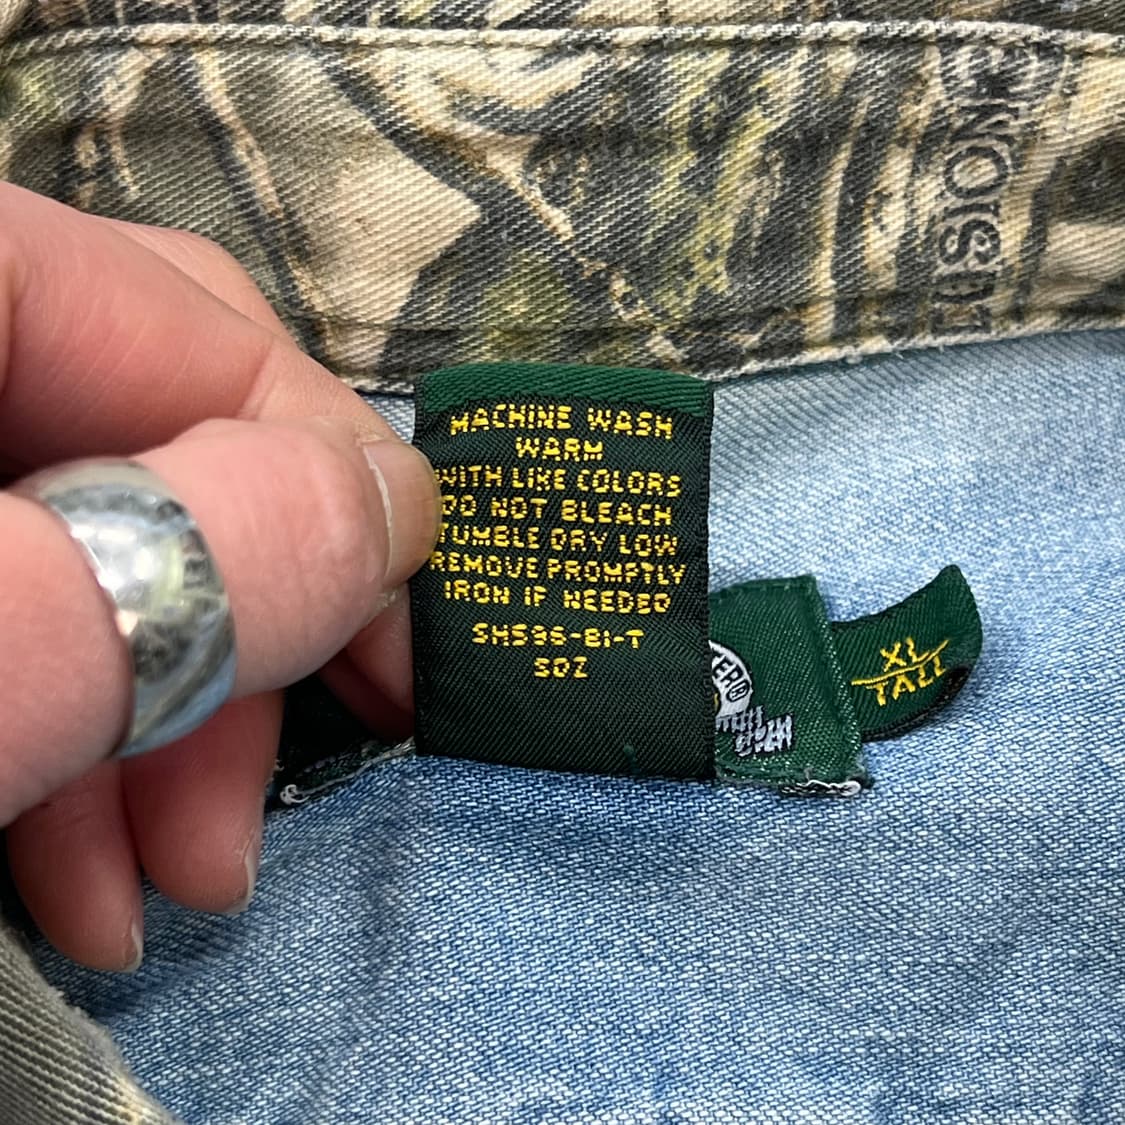 MACHINE WASH
WARM
WITH LIKE COLORS
DO NOT BLEACH
TUMBLE DRY LOW
REMOVE PROMPTLY
IRON IF NEEDED
SH596-81-T
SOZ
XL
TALL